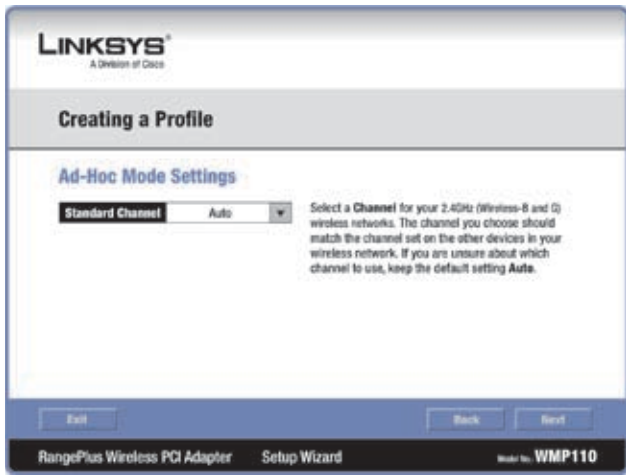 LINKSYS®
A Division of Cisco
Creating a Profile
Ad-Hoc Mode Settings
Standard Channel
Auto
Select a Channel for your 2.4GHz (Wireless-B and G)
wireless networks. The channel you choose should
match the channel set on the other devices in your
wireless network. If you are unsure about which
channel to use, keep the default setting Auto.
Exit
Back
Next
RangePlus Wireless PCI Adapter Setup Wizard Model No. WMP110